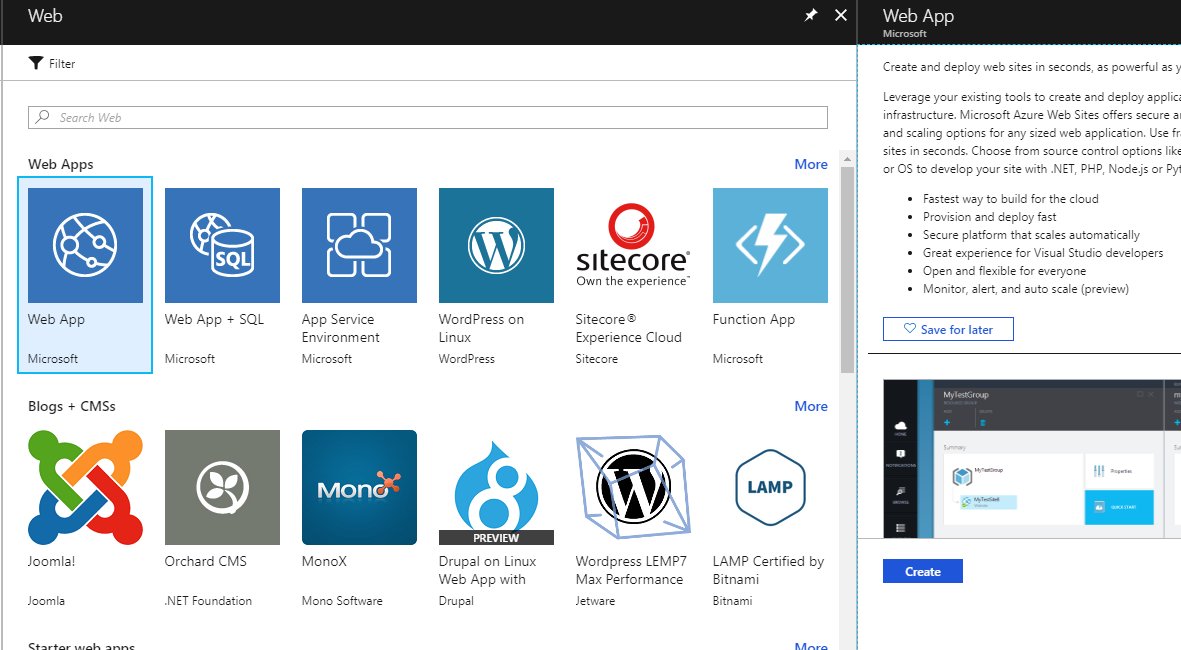 Web
Filter
Search Web
Web Apps
More
SQL
sitecore®
Own the experience™
Web App
Web App + SQL
App Service
Environment
WordPress on
Linux
Sitecore®
Experience Cloud
Function App
Microsoft
Microsoft
Microsoft
WordPress
Sitecore
Microsoft
Blogs + CMSs
More
Mono
PREVIEW
LAMP
Joomla!
Orchard CMS
MonoX
Drupal on Linux
Web App with
Wordpress LEMP7
Max Performance
LAMP Certified by
Bitnami
Joomla
.NET Foundation
Mono Software
Drupal
Jetware
Bitnami
Starter web apps
More
Web App
Microsoft
Create and deploy web sites in seconds, as powerful as
Leverage your existing tools to create and deploy
infrastructure. Microsoft Azure Web Sites offers secure
and scaling options for any sized web application. Use
sites in seconds. Choose from source control options like
or OS to develop your site with .NET, PHP, Node.js or
• Fastest way to build for the cloud
• Provision and deploy fast
• Secure platform that scales automatically
• Great experience for Visual Studio developers
• Open and flexible for everyone
• Monitor, alert, and auto scale (preview)
Save for later
MyTestGroup
RESOURCE GROUP
HOME
NOTIFICATIONS
BROWSE
Summary
MyTestGroup
Properties
QUICK START
Create